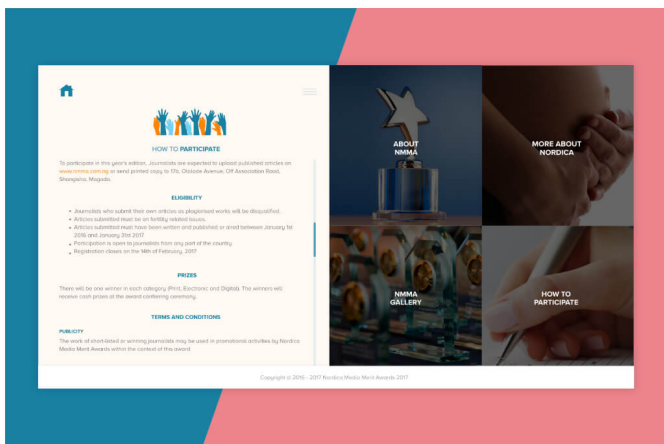 HOW TO PARTICIPATE
To participate in this year's edition, Journalists are expected to upload published articles on
www.nmma.com.ng or send printed copy to 17b, Oladele Avenue, Off Association Road,
Shangisha, Magodo.
ELIGIBILITY
Journalists who submit their own articles as plagiarised works will be disqualified.
Articles submitted must be on fertility related issues.
Articles submitted must have been written and published or aired between January 1st
2016 and January 31st 2017
Participation is open to journalists from any part of the country
Registration closes on the 14th of February, 2017
PRIZES
There will be one winner in each category (Print, Electronic and Digital). The winners will
receive cash prizes at the award conferring ceremony.
TERMS AND CONDITIONS
PUBLICITY
The work of short-listed or winning journalists may be used in promotional activities by Nordica
Media Merit Awards within the context of this award
ABOUT
NMMA
MORE ABOUT
NORDICA
NMMA
GALLERY
HOW TO
PARTICIPATE
Copyright © 2016 - 2017 Nordica Media Merit Awards 2017